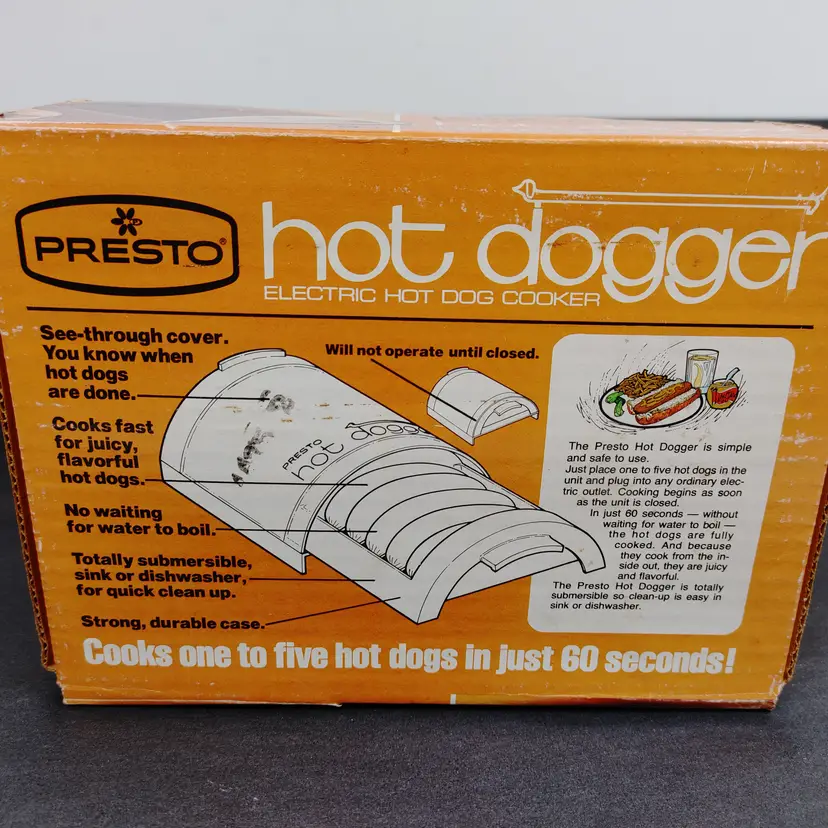 PRESTO®
hot dogger
ELECTRIC HOT DOG COOKER
See-through cover.
You know when
hot dogs
are done.
Will not operate until closed.
Cooks fast
for juicy,
flavorful
hot dogs.
No waiting
for water to boil.
Totally submersible,
sink or dishwasher,
for quick clean up.
Strong, durable case.
PRESTO
hot dogger
The Presto Hot Dogger is simple
and safe to use.
Just place one to five hot dogs in the
unit and plug into any ordinary elec-
tric outlet. Cooking begins as soon
as the unit is closed.
In just 60 seconds — without
waiting for water to boil —
the hot dogs are fully
cooked. And because
they cook from the in-
side out, they are juicy
and flavorful.
The Presto Hot Dogger is totally
submersible so clean-up is easy in
sink or dishwasher.
Cooks one to five hot dogs in just 60 seconds!